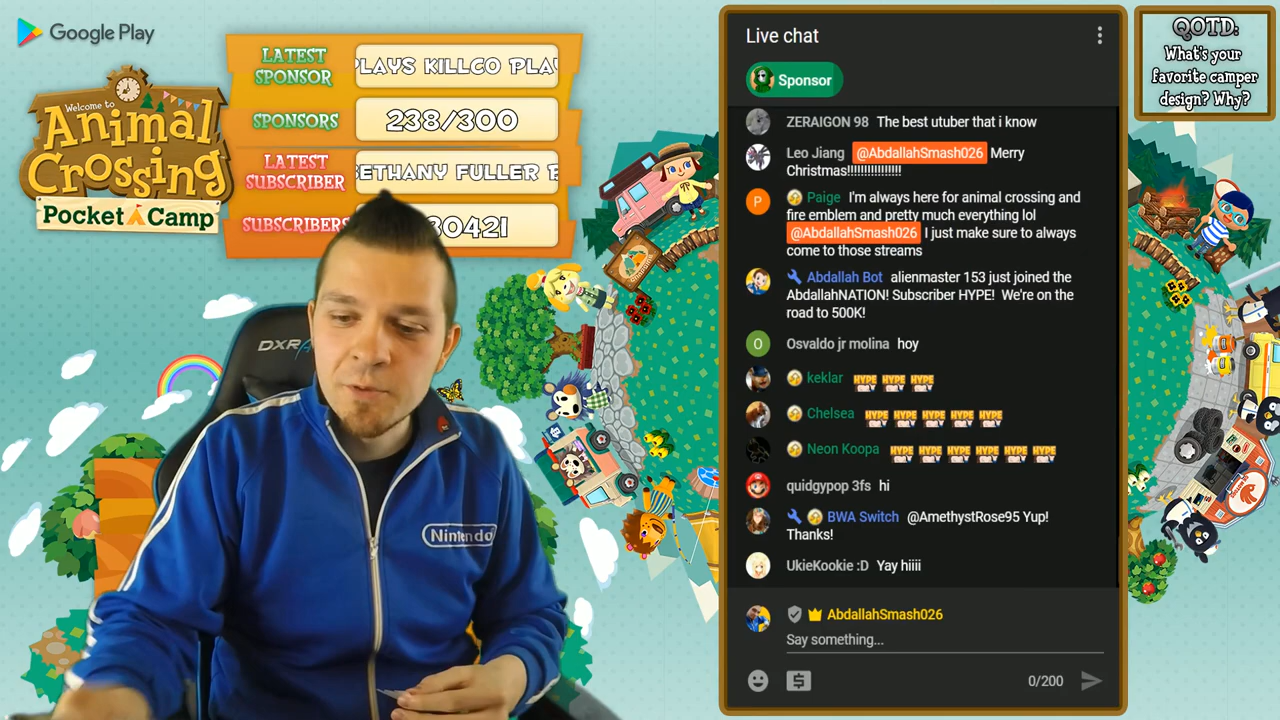 Google Play
Welcome to
Animal
Crossing
Pocket Camp
LATEST
SPONSOR
PLAYS KILLGO PLAY
SPONSORS
238/300
LATEST
SUBSCRIBER
BETHANY FULLER B
SUBSCRIBERS
30421
DXRA
Nintendo
Live chat
Sponsor
ZERAIGON 98 The best utuber that i know
Leo Jiang @AbdallahSmash026 Merry
Christmas!!!!!!!!!!!!!!!
Paige I'm always here for animal crossing and
fire emblem and pretty much everything lol
@AbdallahSmash026 I just make sure to always
come to those streams
Abdallah Bot alienmaster 153 just joined the
AbdallahNATION! Subscriber HYPE! We're on the
road to 500K!
O Osvaldo jr molina hoy
keklar HYPE HYPE HYPE
Chelsea HYPE HYPE HYPE HYPE HYPE
Neon Koopa HYPE HYPE HYPE HYPE HYPE HYPE
quidgypop 3fs hi
BWA Switch @AmethystRose95 Yup!
Thanks!
UkieKookie :D Yay hiiii
AbdallahSmash026
Say something...
0/200
QOTD:
What's your
favorite camper
design? Why?